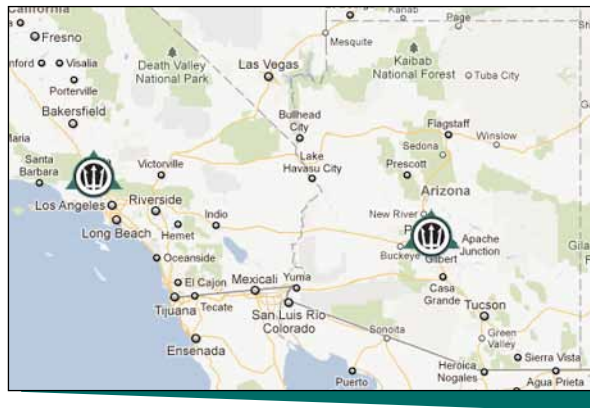 California
Kanab
Page
Fresno
Mesquite
Death Valley
National Park
Las Vegas
Kaibab
National Forest
Tuba City
Visalia
Porterville
Bakersfield
Bullhead
City
Flagstaff
Winslow
Sedona
Santa
Barbara
Victorville
Lake
Havasu City
Prescott
Arizona
Los Angeles
Riverside
Indio
New River
Long Beach
Hemet
Buckeye
Gilbert
Apache
Junction
Oceanside
Casa
Grande
El Cajon
Mexicali
Yuma
Tijuana
Tecate
San Luis Río
Colorado
Tucson
Sonoita
Green
Valley
Ensenada
Sierra Vista
Heroica
Nogales
Puerto
Agua Prieta